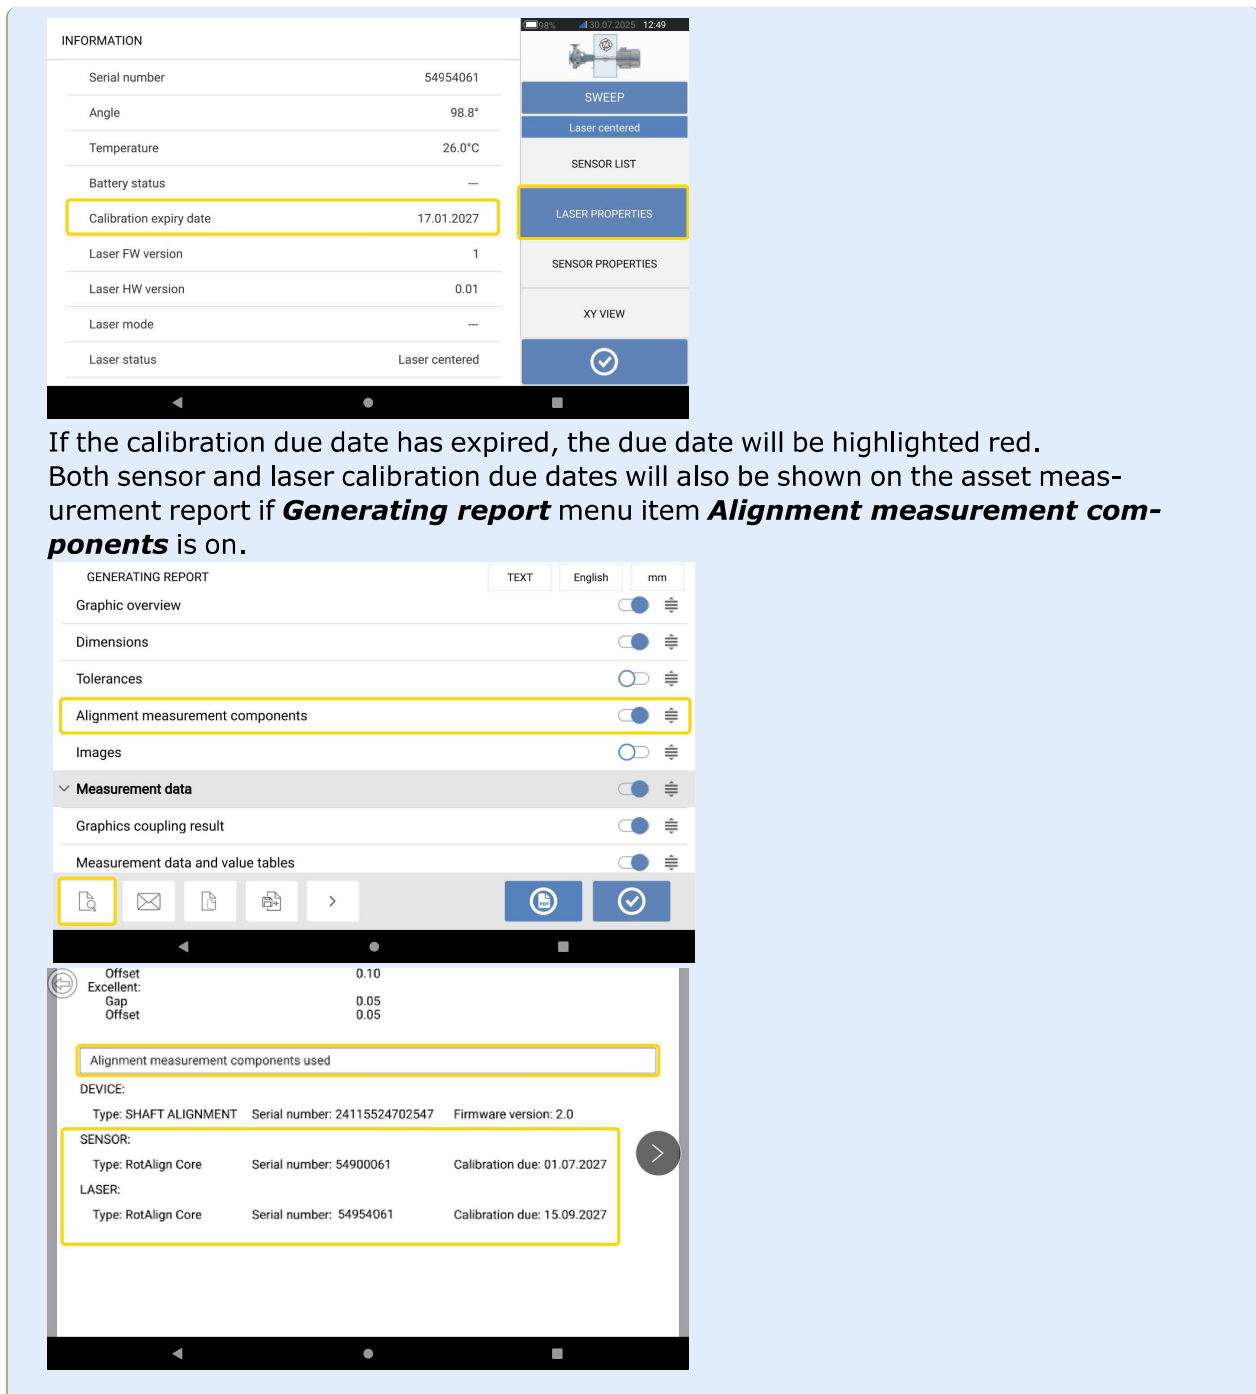 98% 30.07.2025 12:49
INFORMATION
Serial number 54954061
Angle 98.8°
Temperature 26.0°C
Battery status ---
Calibration expiry date 17.01.2027
Laser FW version 1
Laser HW version 0.01
Laser mode ---
Laser status Laser centered
SWEEP
Laser centered
SENSOR LIST
LASER PROPERTIES
SENSOR PROPERTIES
XY VIEW
If the calibration due date has expired, the due date will be highlighted red.
Both sensor and laser calibration due dates will also be shown on the asset meas-
urement report if Generating report menu item Alignment measurement com-
ponents is on.
GENERATING REPORT TEXT English mm
Graphic overview
Dimensions
Tolerances
Alignment measurement components
Images
Measurement data
Graphics coupling result
Measurement data and value tables
PDF
Offset 0.10
Excellent:
Gap 0.05
Offset 0.05
Alignment measurement components used
DEVICE:
Type: SHAFT ALIGNMENT Serial number: 24115524702547 Firmware version: 2.0
SENSOR:
Type: RotAlign Core Serial number: 54900061 Calibration due: 01.07.2027
LASER:
Type: RotAlign Core Serial number: 54954061 Calibration due: 15.09.2027